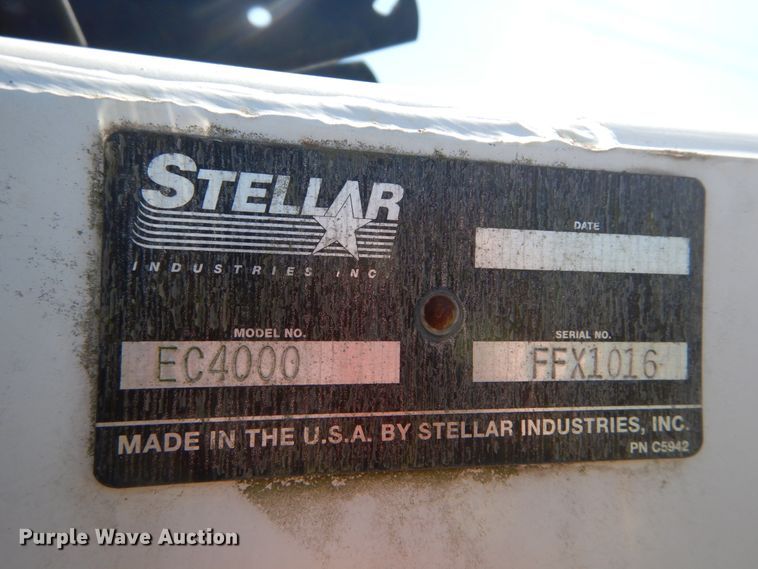 STELLAR
INDUSTRIES INC.
DATE
MODEL NO.
EC4000
SERIAL NO.
FFX1016
MADE IN THE U.S.A. BY STELLAR INDUSTRIES, INC.
PN C5942
Purple Wave Auction